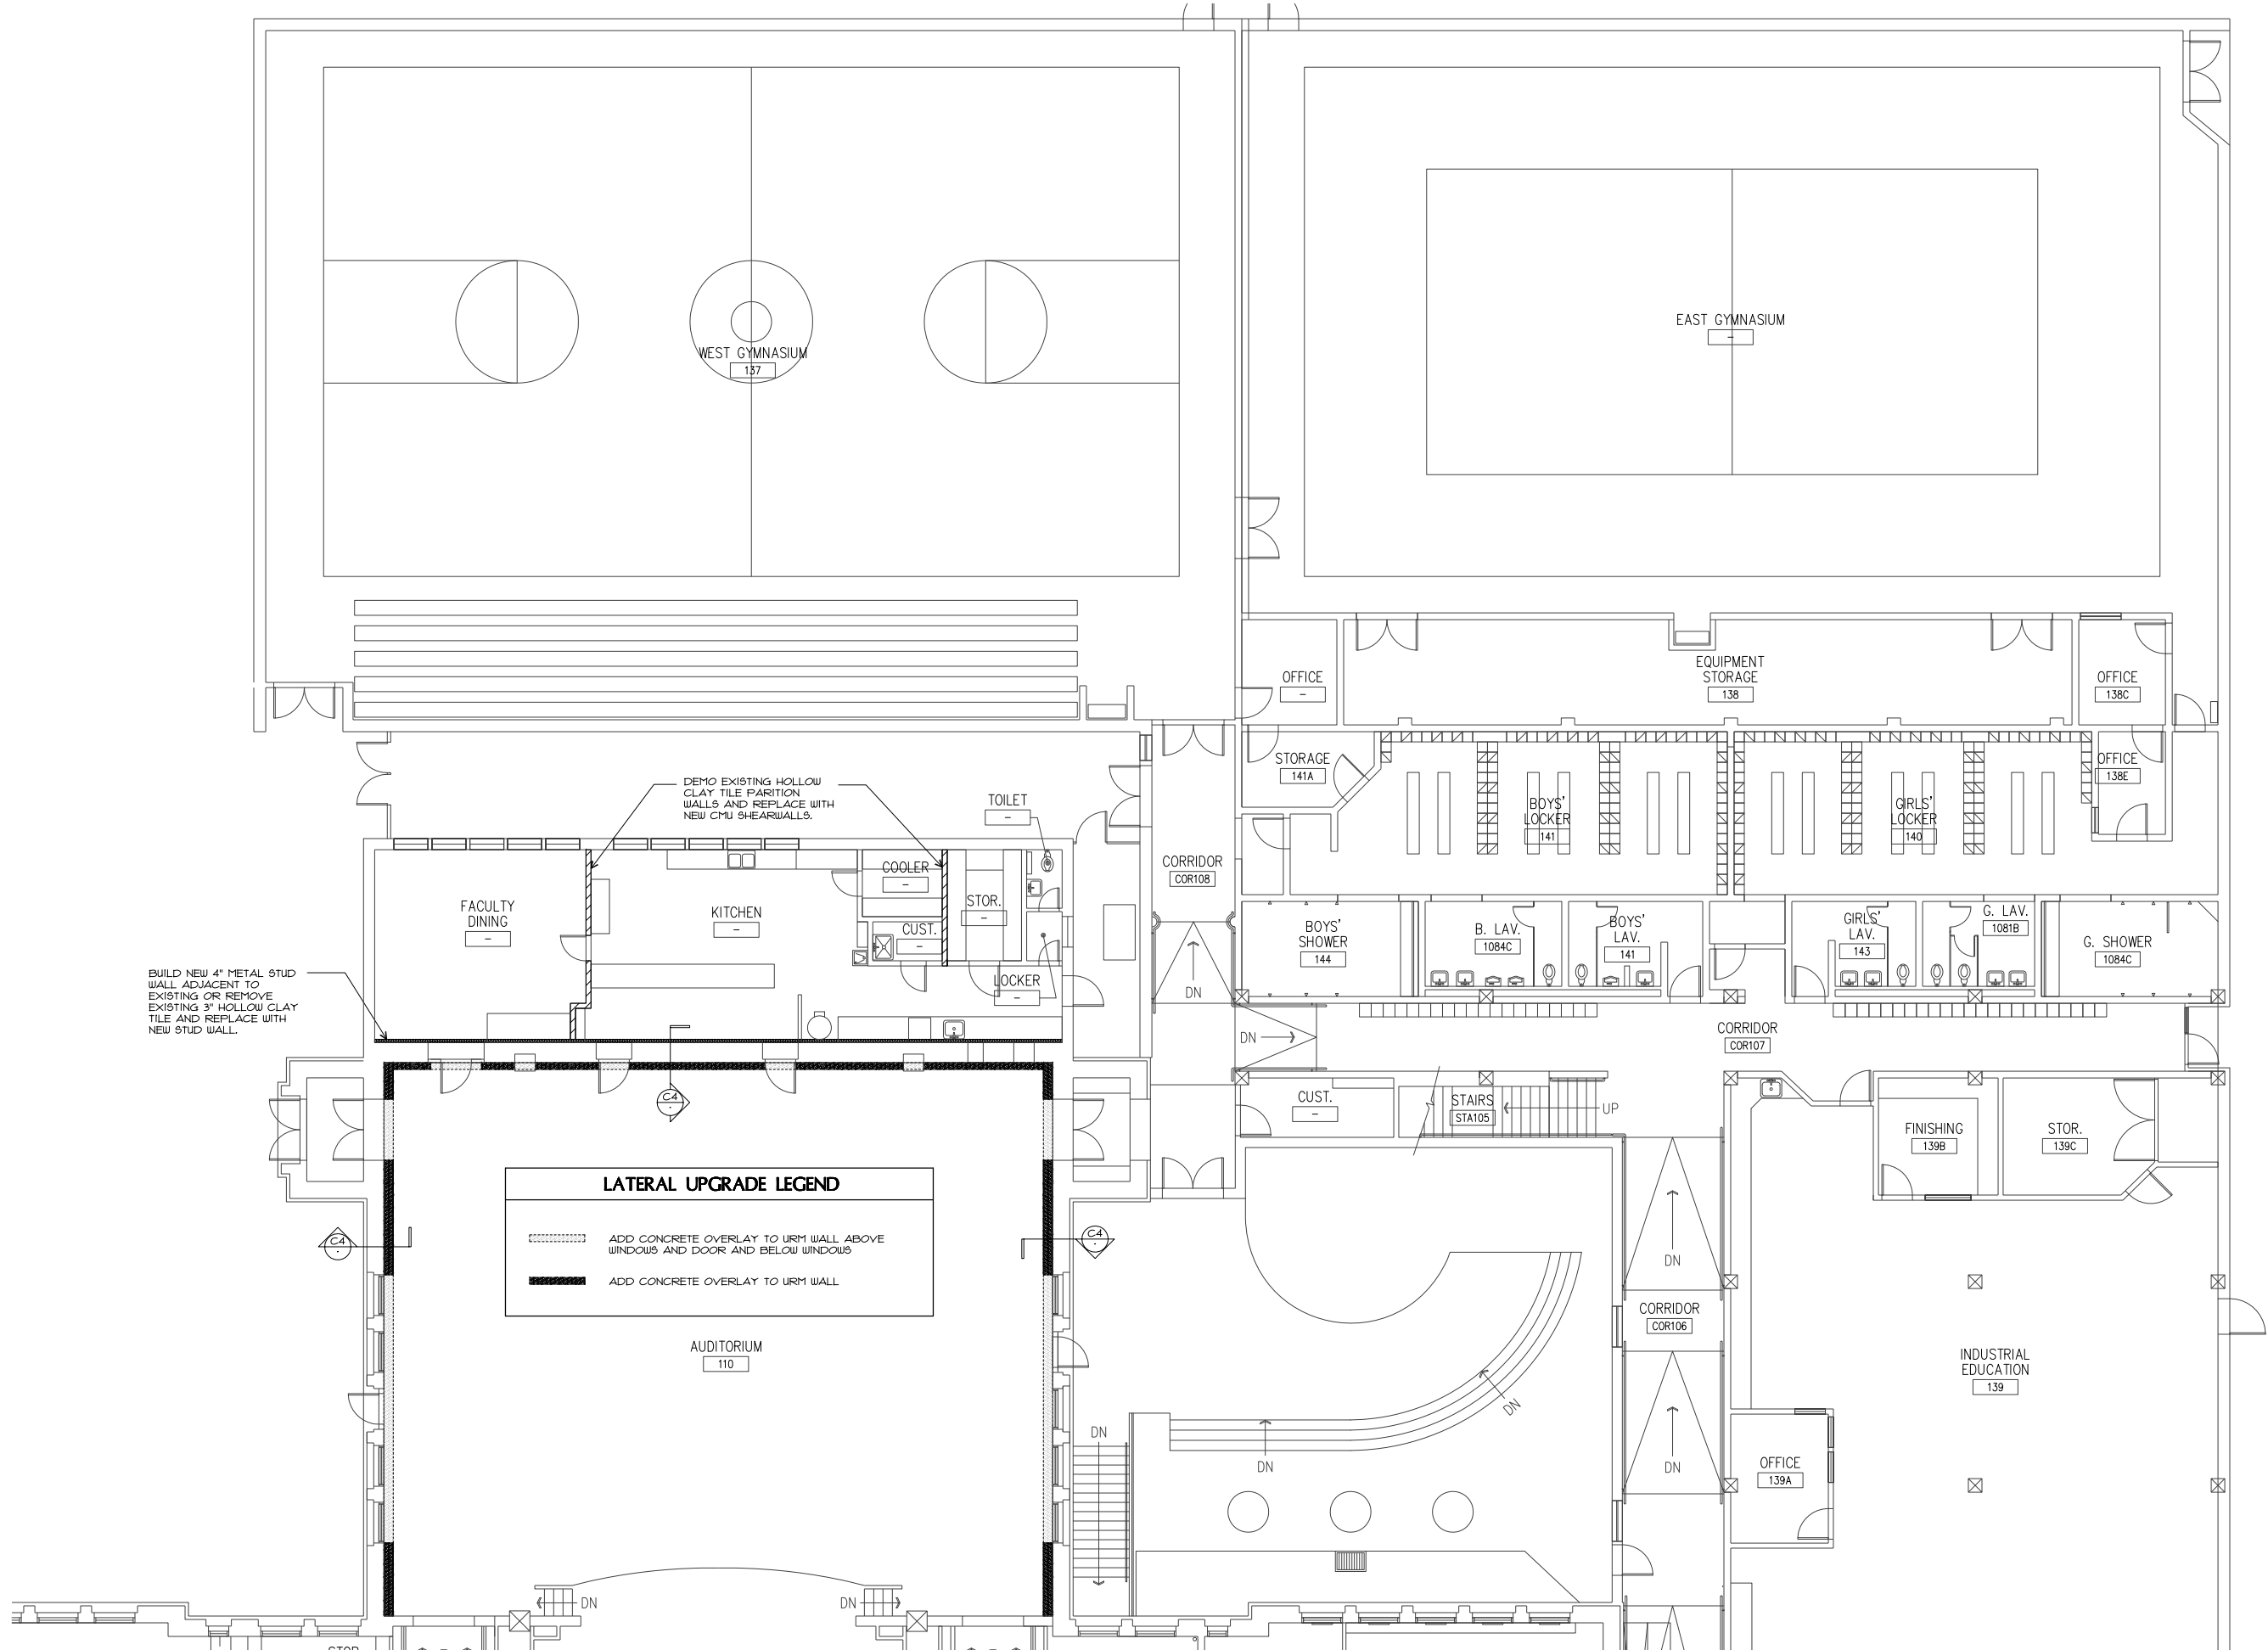 EAST GYMNASIUM
-
WEST GYMNASIUM
137
EQUIPMENT
STORAGE
138
OFFICE
-
OFFICE
138C
STORAGE
141A
OFFICE
138E
DEMO EXISTING HOLLOW
CLAY TILE PARITION
WALLS AND REPLACE WITH
NEW CMU SHEARWALLS.
TOILET
-
BOYS'
LOCKER
141
GIRLS'
LOCKER
140
CORRIDOR
COR108
COOLER
-
STOR.
-
FACULTY
DINING
-
KITCHEN
-
CUST.
-
BOYS'
SHOWER
144
B. LAV.
1084C
BOYS'
LAV.
141
GIRLS'
LAV.
143
G. LAV.
1081B
G. SHOWER
1084C
BUILD NEW 4" METAL STUD
WALL ADJACENT TO
EXISTING OR REMOVE
EXISTING 3" HOLLOW CLAY
TILE AND REPLACE WITH
NEW STUD WALL.
LOCKER
-
DN
DN
CORRIDOR
COR107
C4
CUST.
-
STAIRS
STA105
UP
FINISHING
139B
STOR.
139C
LATERAL UPGRADE LEGEND
ADD CONCRETE OVERLAY TO URM WALL ABOVE
WINDOWS AND DOOR AND BELOW WINDOWS
ADD CONCRETE OVERLAY TO URM WALL
C4
C4
DN
CORRIDOR
COR106
AUDITORIUM
110
INDUSTRIAL
EDUCATION
139
DN
DN
DN
DN
OFFICE
139A
DN
DN
STOR.